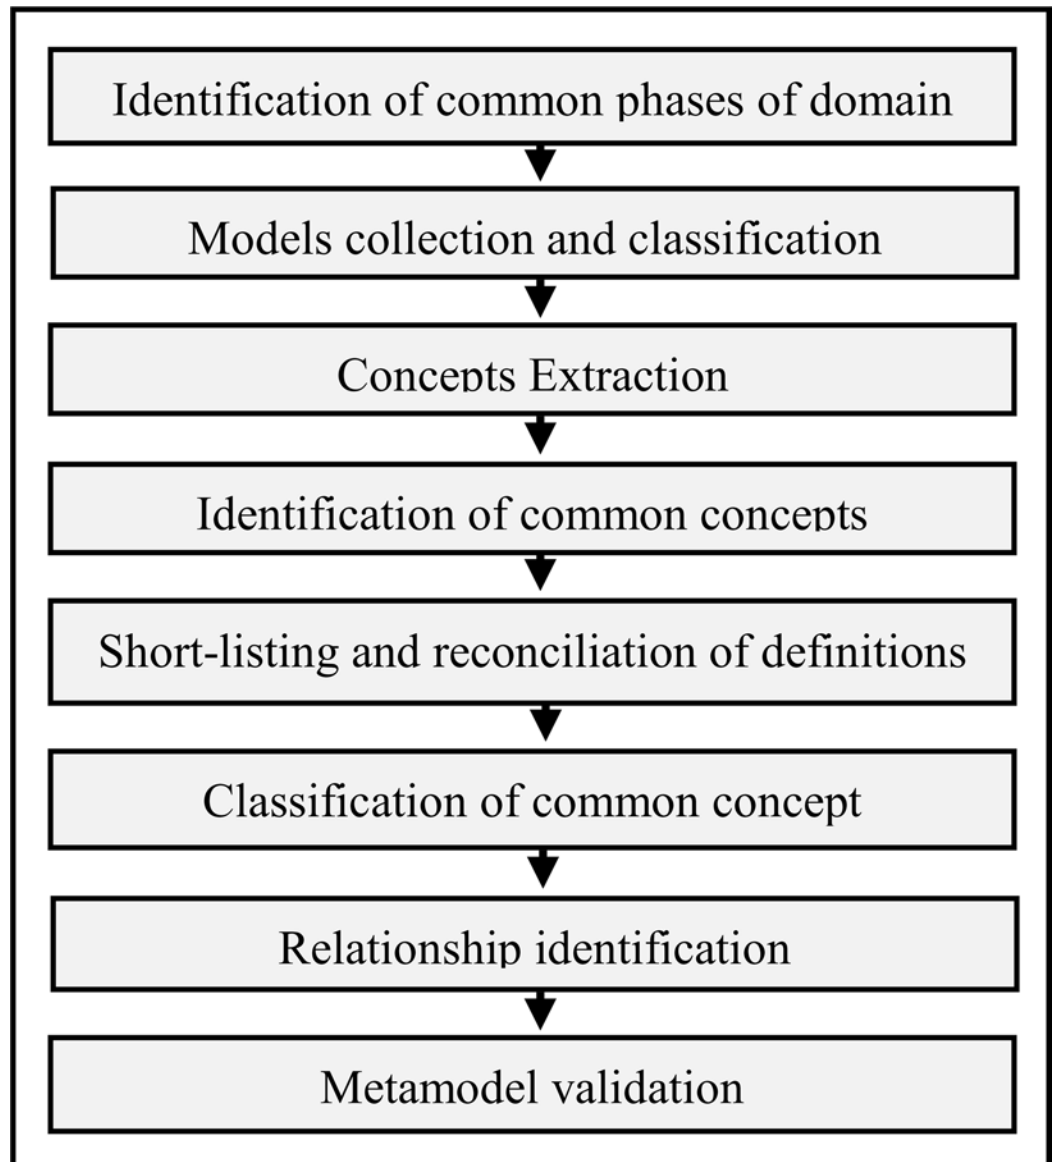 Identification of common phases of domain
Models collection and classification
Concepts Extraction
Identification of common concepts
Short-listing and reconciliation of definitions
Classification of common concept
Relationship identification
Metamodel validation